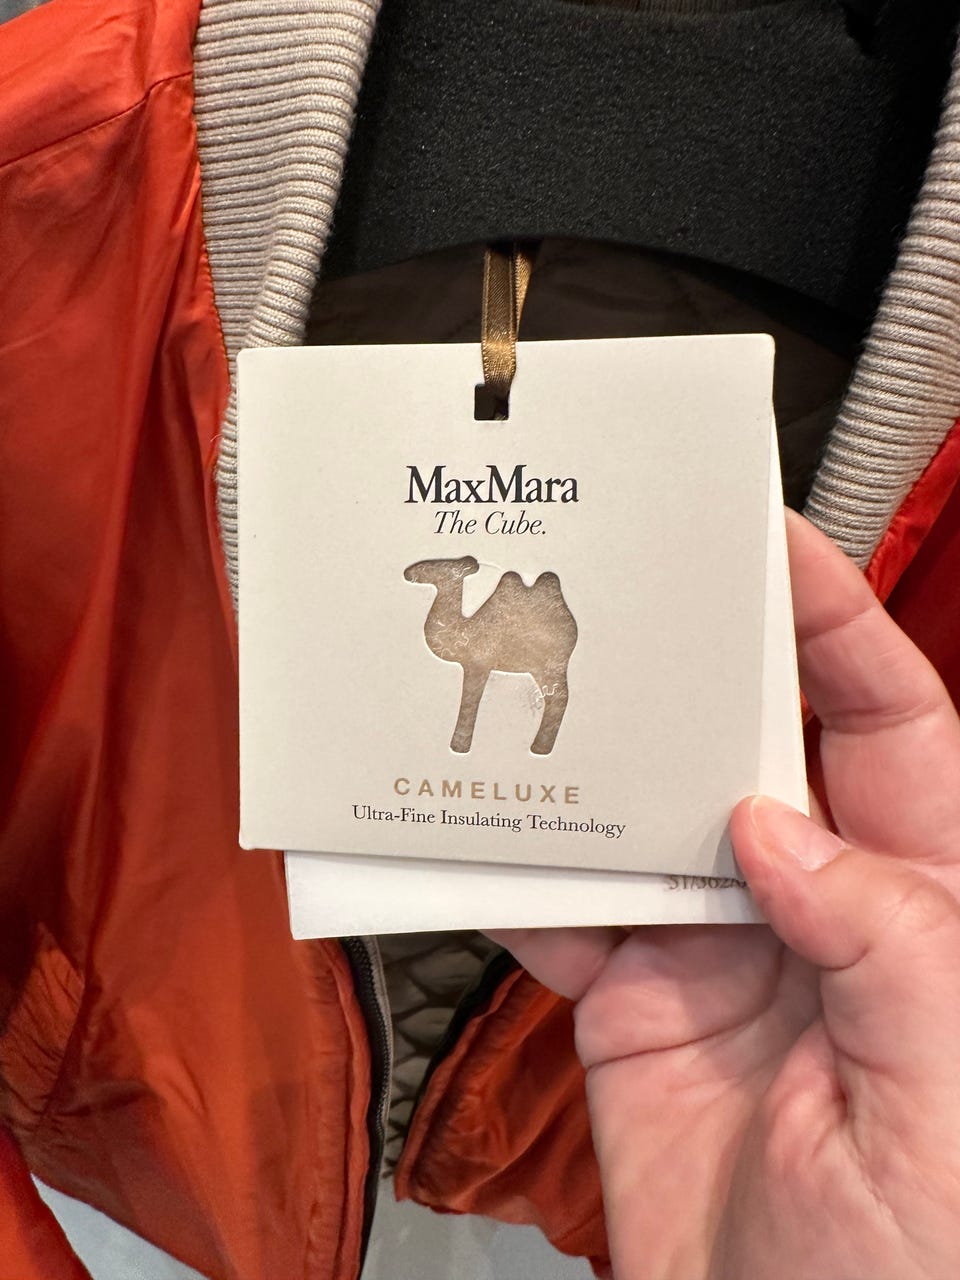 MaxMara
The Cube.
CAMELUXE
Ultra-Fine Insulating Technology